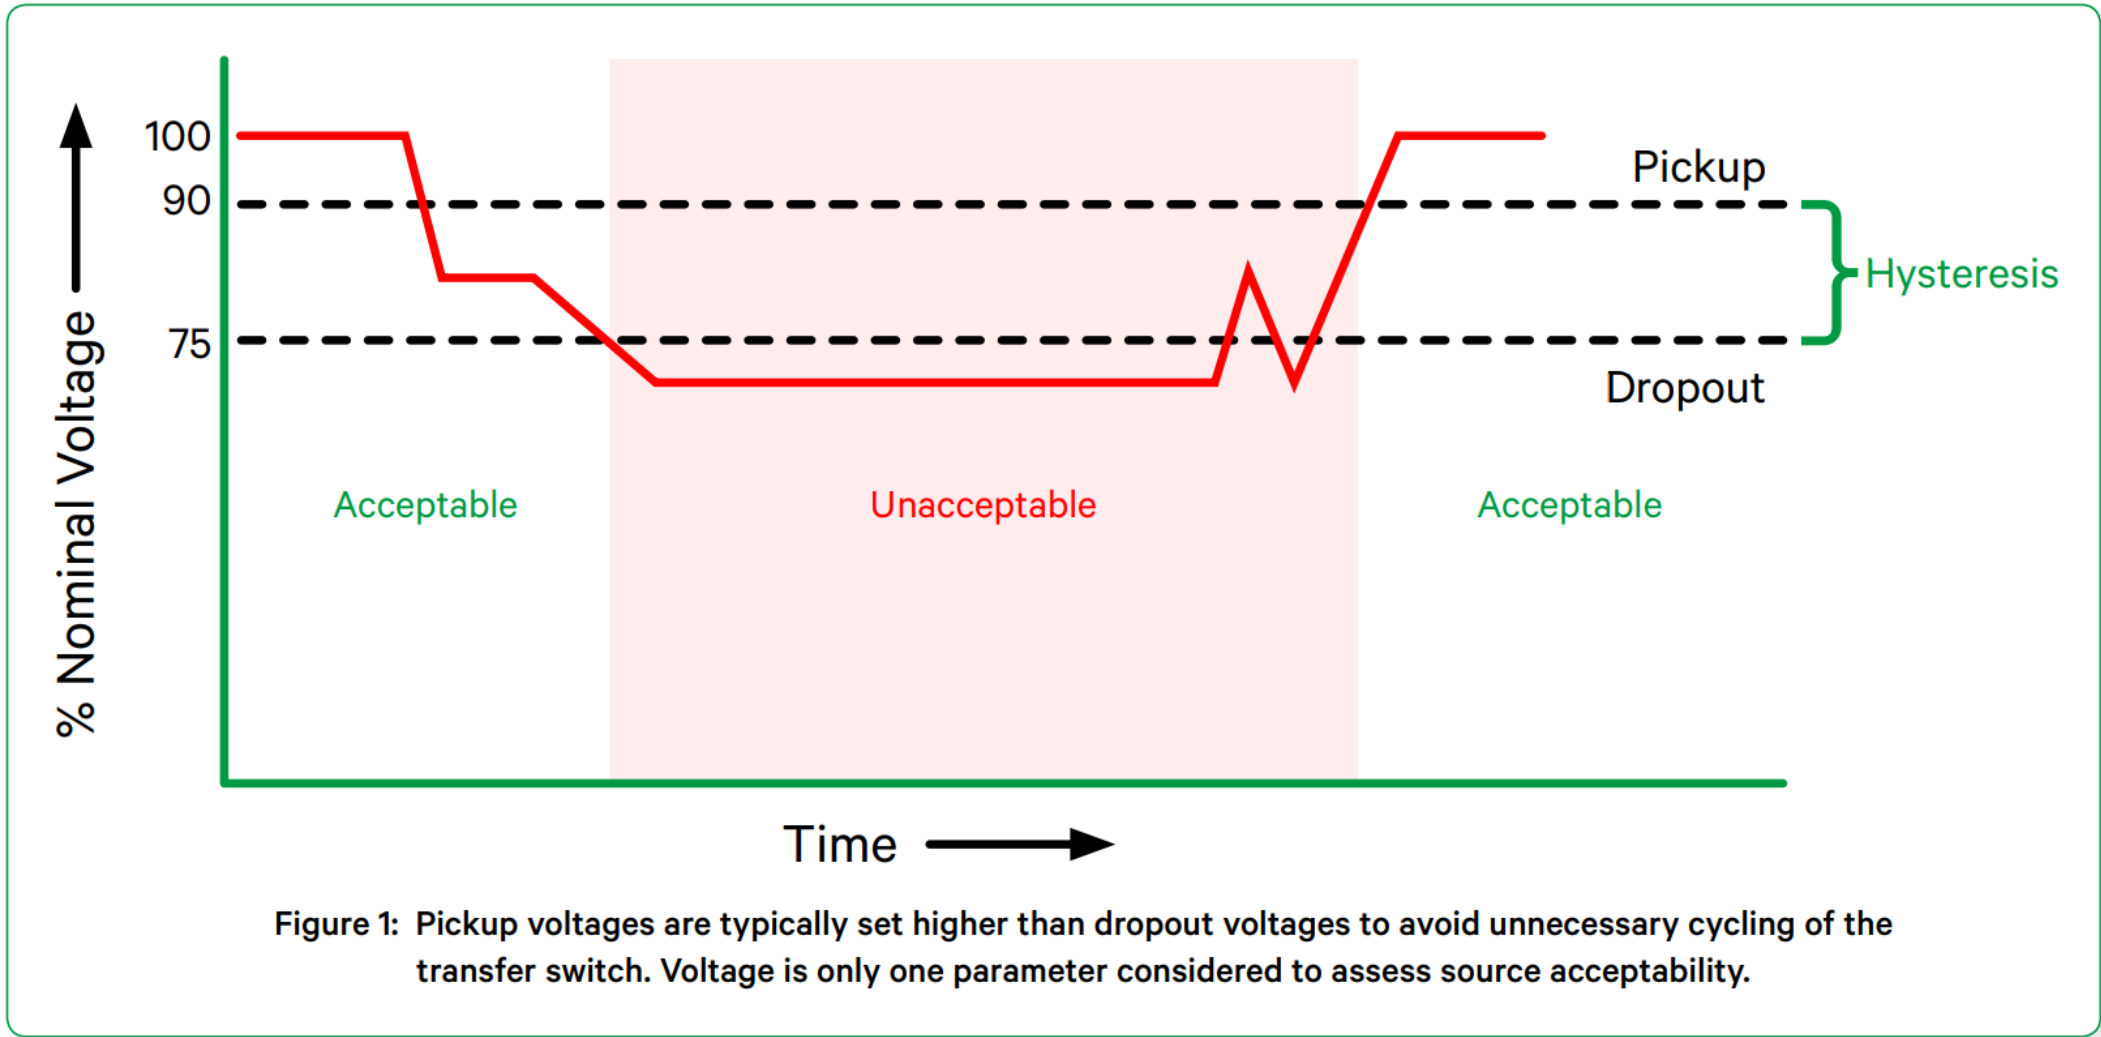 % Nominal Voltage
100
90
75
Pickup
Hysteresis
Dropout
Acceptable
Unacceptable
Acceptable
Time
Figure 1: Pickup voltages are typically set higher than dropout voltages to avoid unnecessary cycling of the
transfer switch. Voltage is only one parameter considered to assess source acceptability.